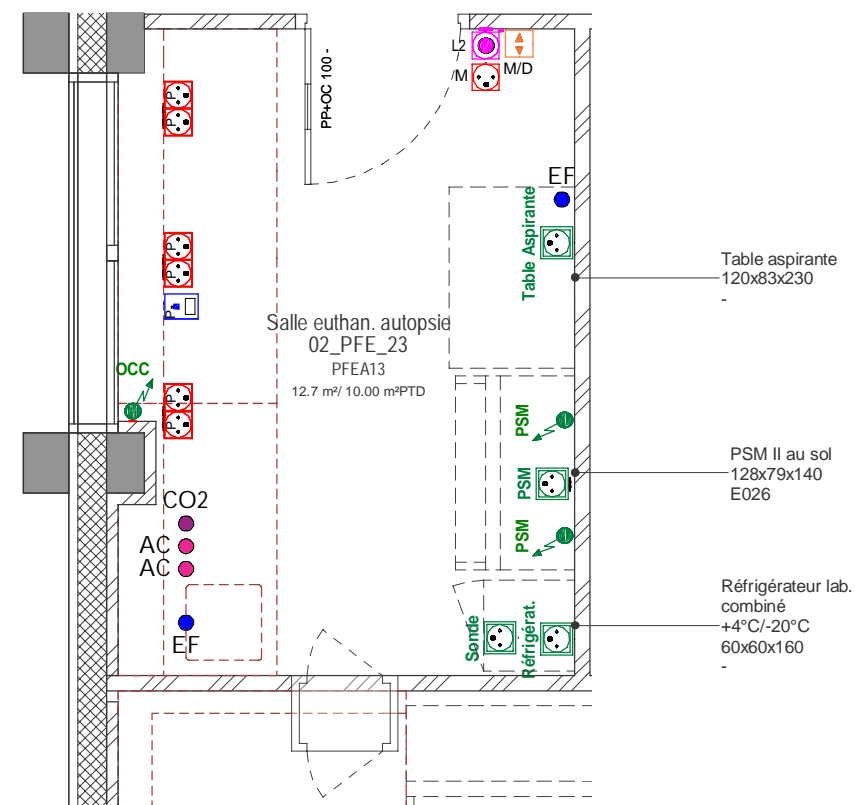 PP+OC 100 -
L2
M/D
M
P
P
EF
Table Aspirante
Table aspirante
120x83x230
-
P
P
P
Salle euthan. autopsie
02_PFE_23
PFEA13
12.7 m²/ 10.00 m²PTD
OCC
P
P
PSM
PSM
PSM
PSM II au sol
128x79x140
E026
CO2
AC
AC
EF
Sonde
Réfrigérat.
Réfrigérateur lab.
combiné
+4°C/-20°C
60x60x160
-